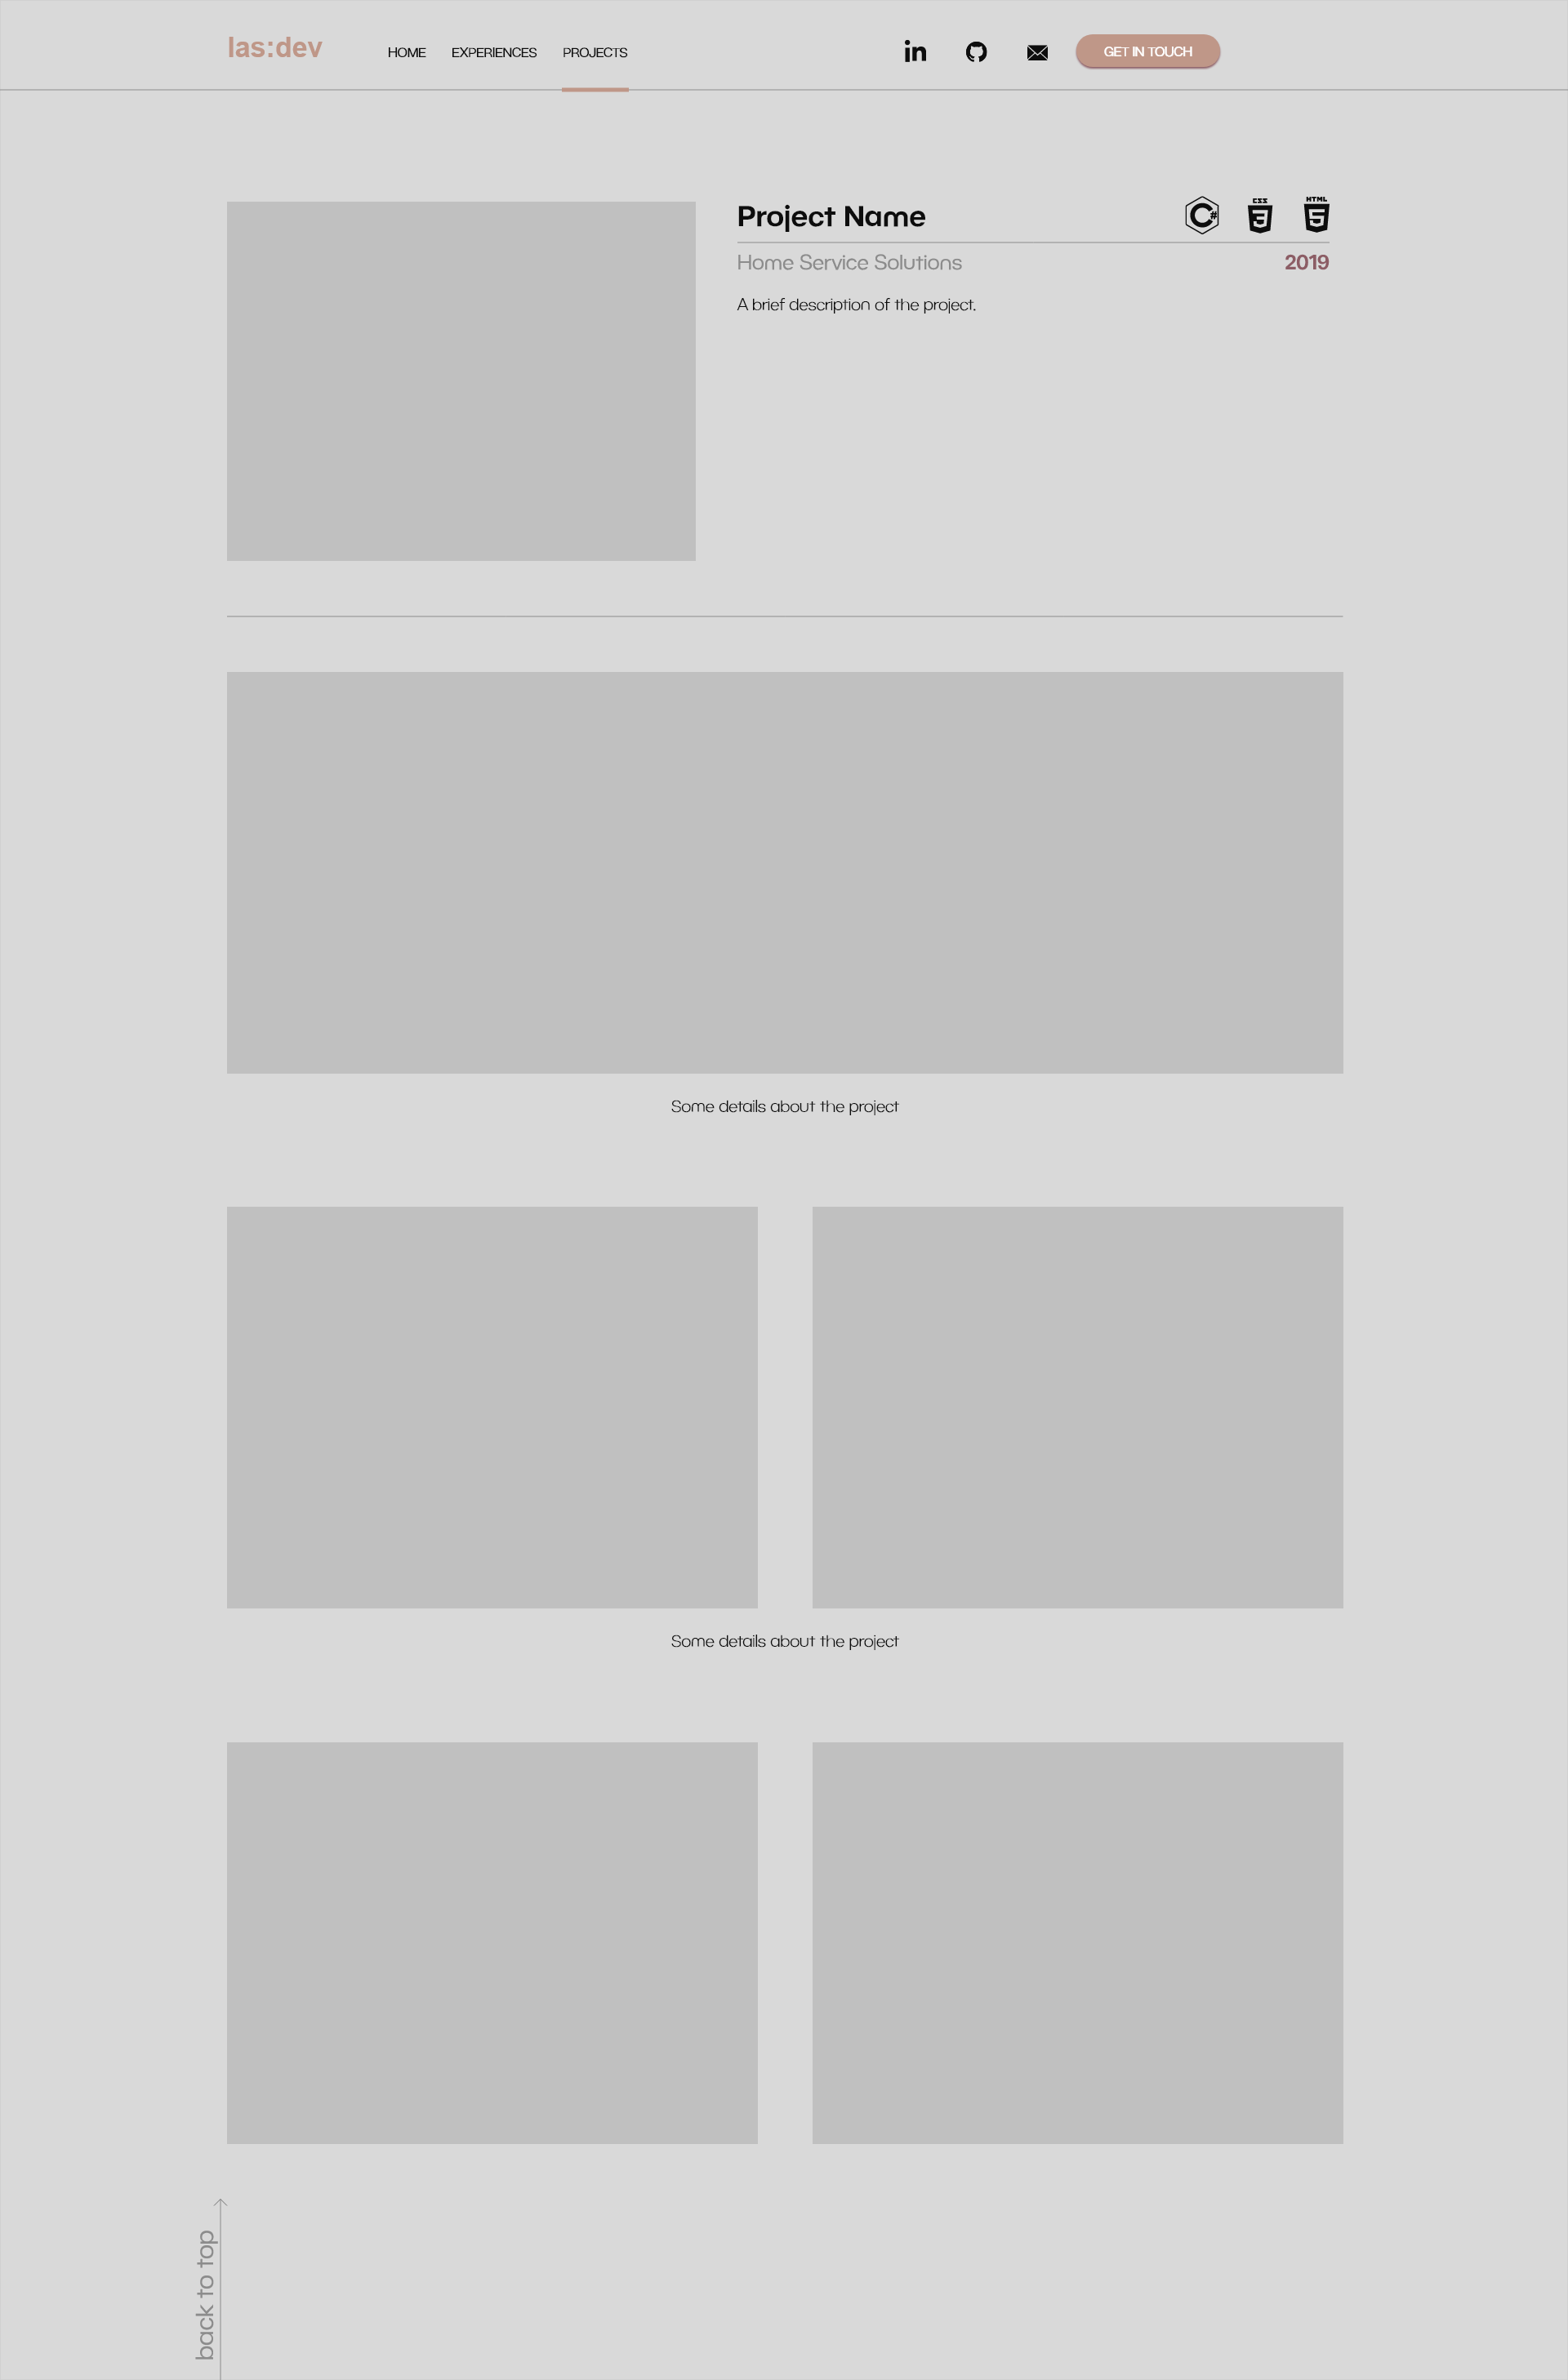 las:dev
HOME EXPERIENCES PROJECTS
in
GET IN TOUCH
Project Name
C#
CSS
3
HTML
5
Home Service Solutions
2019
A brief description of the project.
Some details about the project
Some details about the project
back to top